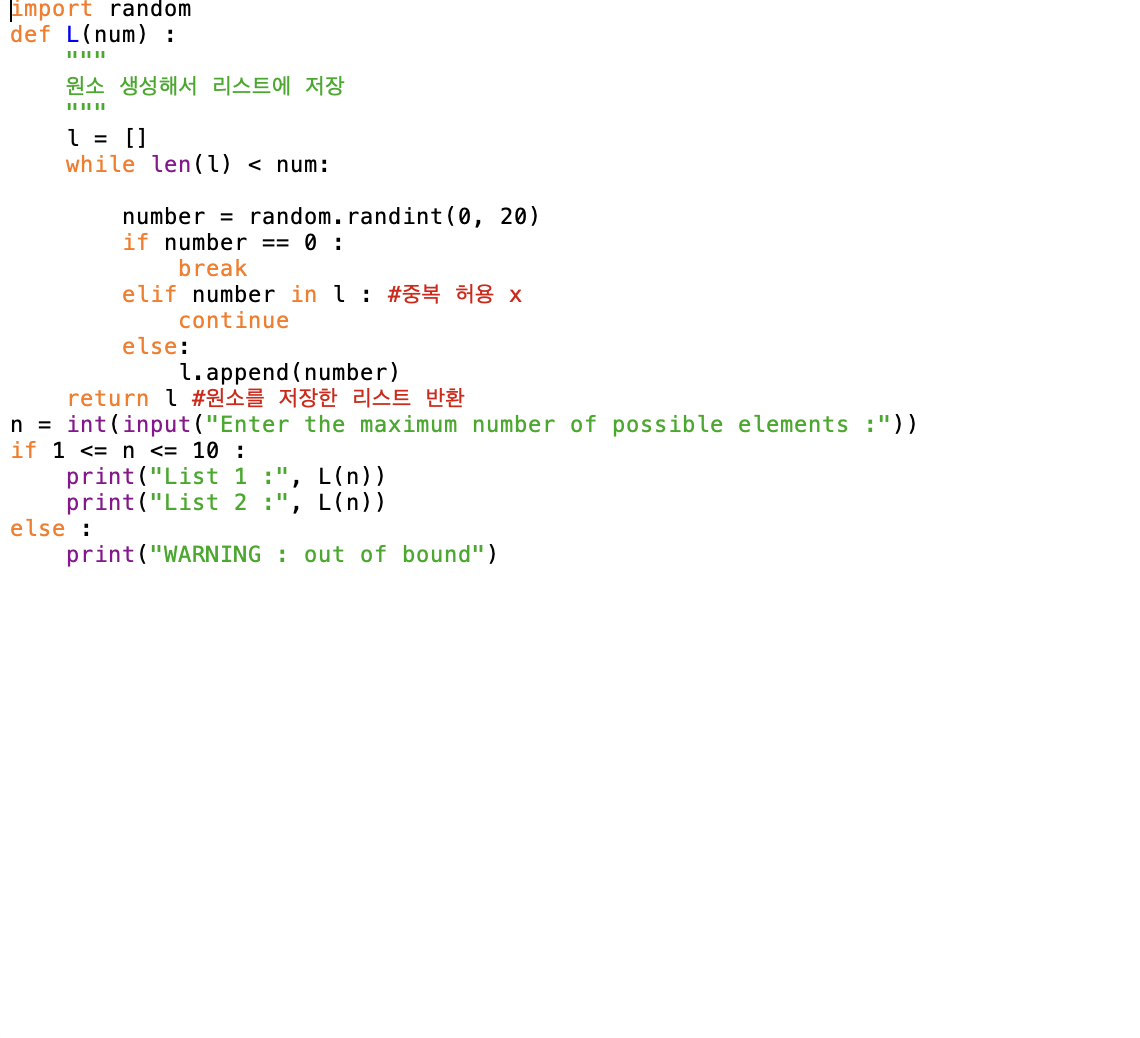 import random
def L(num) :
    """
    원소 생성해서 리스트에 저장
    """
    l = []
    while len(l) < num:

        number = random.randint(0, 20)
        if number == 0 :
            break
        elif number in l : #중복 허용 x
            continue
        else:
            l.append(number)
    return l #원소를 저장한 리스트 반환
n = int(input("Enter the maximum number of possible elements :"))
if 1 <= n <= 10 :
    print("List 1 :", L(n))
    print("List 2 :", L(n))
else :
    print("WARNING : out of bound")